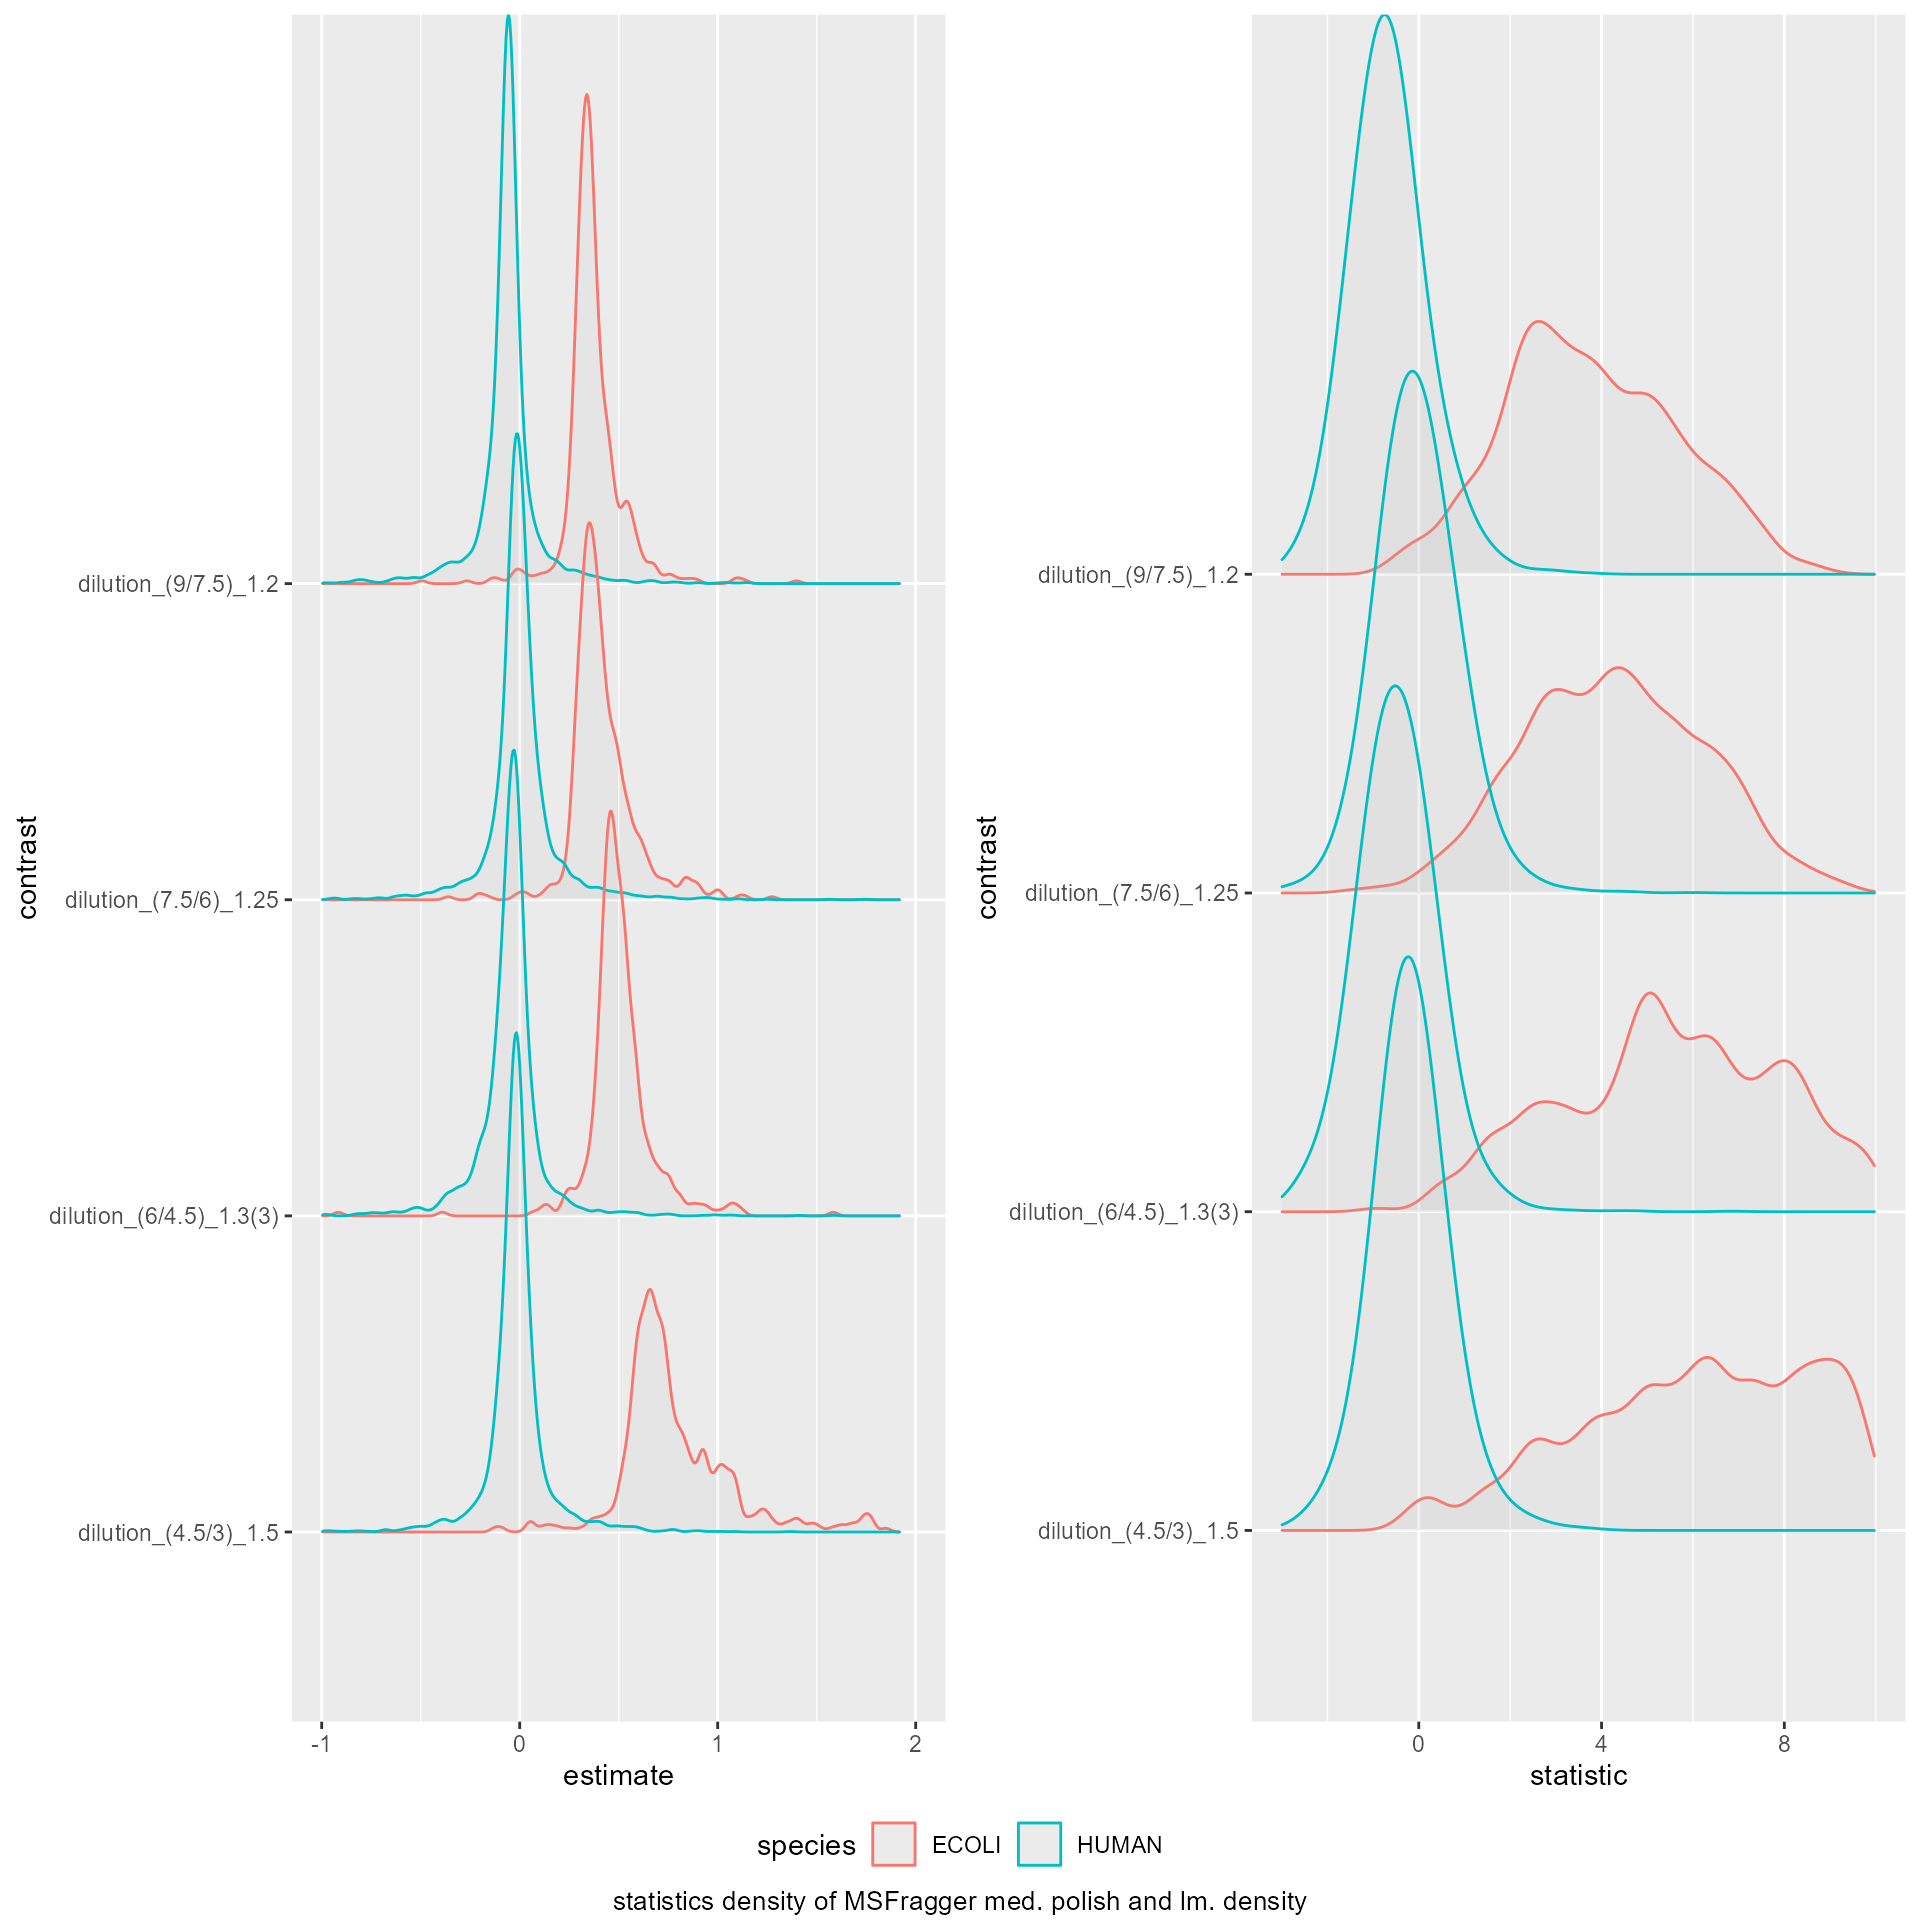 contrast
dilution_(9/7.5)_1.2
dilution_(7.5/6)_1.25
dilution_(6/4.5)_1.3(3)
dilution_(4.5/3)_1.5
-1 0 1 2
estimate
contrast
dilution_(9/7.5)_1.2
dilution_(7.5/6)_1.25
dilution_(6/4.5)_1.3(3)
dilution_(4.5/3)_1.5
0 4 8
statistic
species ECOLI HUMAN
statistics density of MSFragger med. polish and lm. density